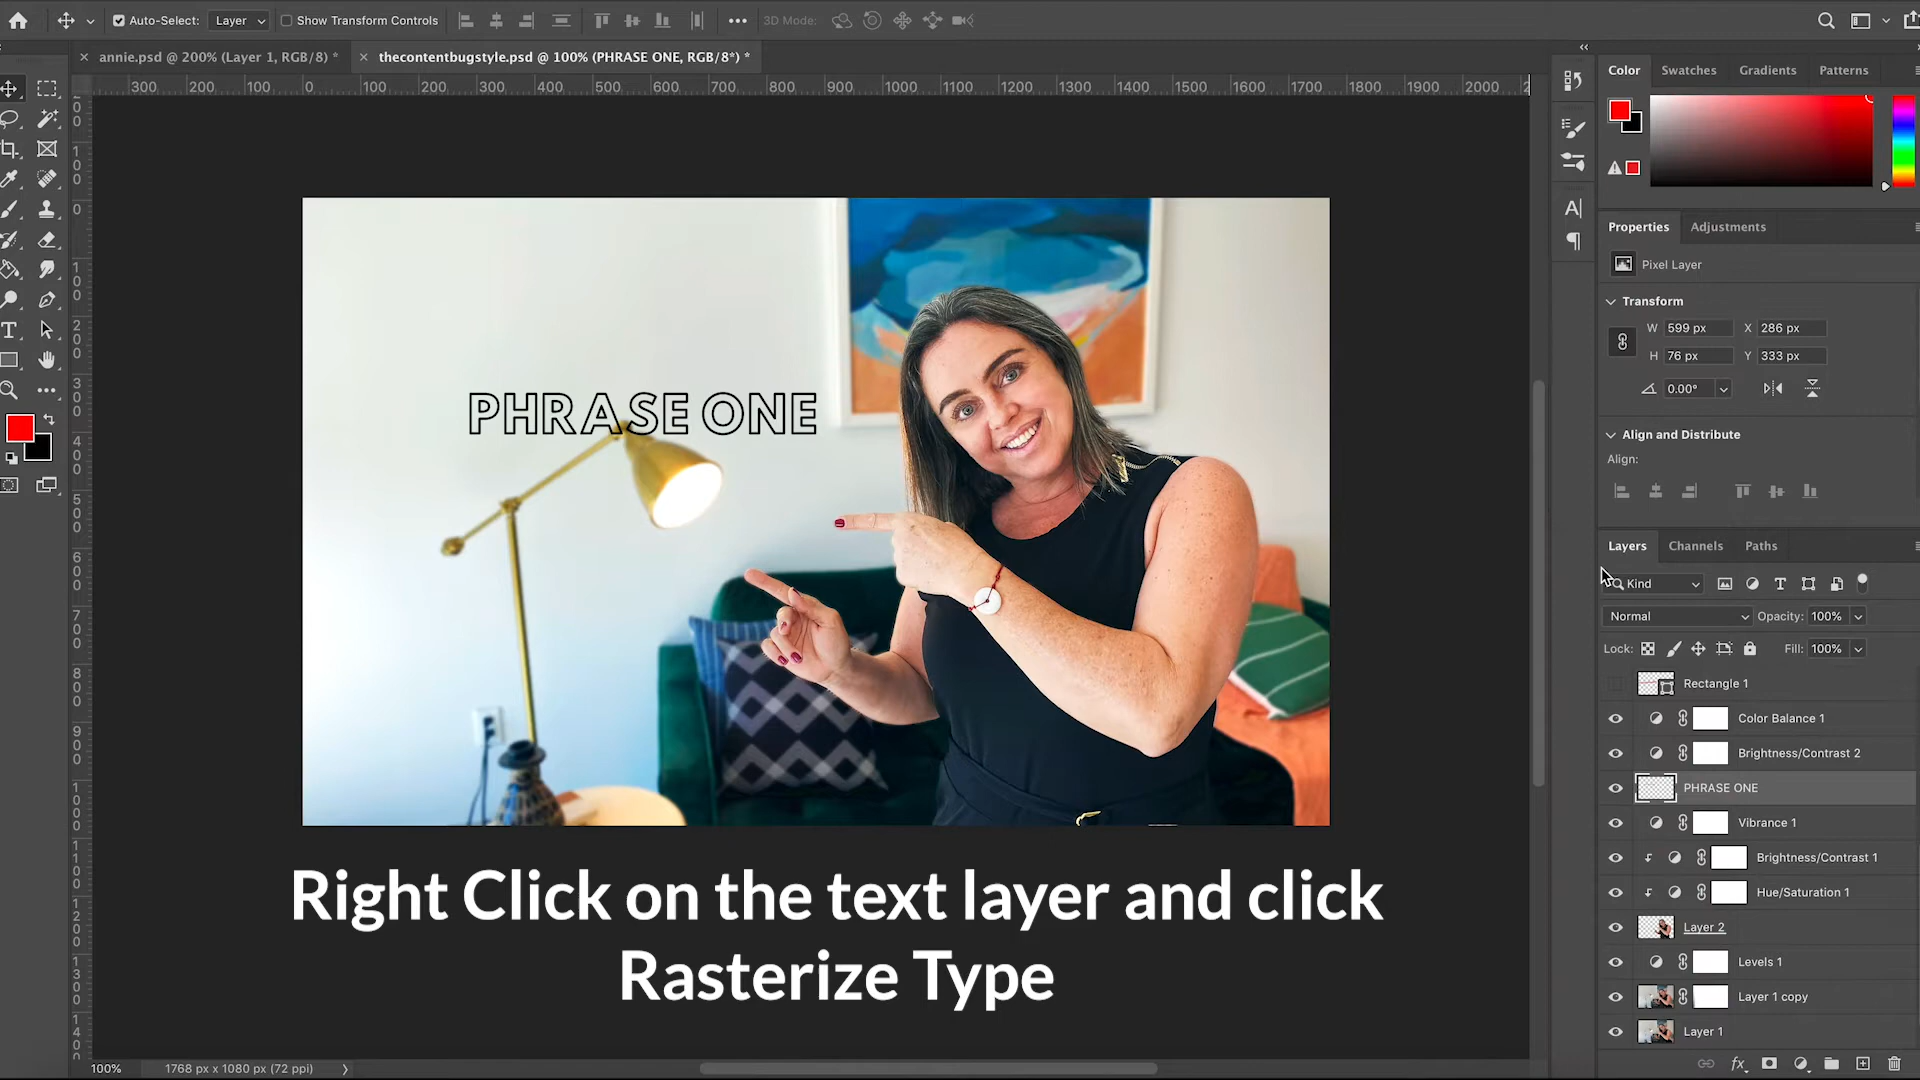 Auto-Select: Layer Show Transform Controls 3D Mode:
annie.psd @ 200% (Layer 1, RGB/8) * thecontentbugstyle.psd @ 100% (PHRASE ONE, RGB/8*) *
300 200 100 0 100 200 300 400 500 600 700 800 900 1000 1100 1200 1300 1400 1500 1600 1700 1800 1900 2000
Color Swatches Gradients Patterns
Properties Adjustments
Pixel Layer
Transform
W 599 px X 286 px
H 76 px Y 333 px
0.00°
Align and Distribute
Align:
PHRASE ONE
Layers Channels Paths
Kind
Normal Opacity: 100%
Lock: Fill: 100%
Rectangle 1
Color Balance 1
Brightness/Contrast 2
PHRASE ONE
Vibrance 1
Brightness/Contrast 1
Hue/Saturation 1
Layer 2
Levels 1
Layer 1 copy
Layer 1
Right Click on the text layer and click
Rasterize Type
100% 1768 px x 1080 px (72 ppi)